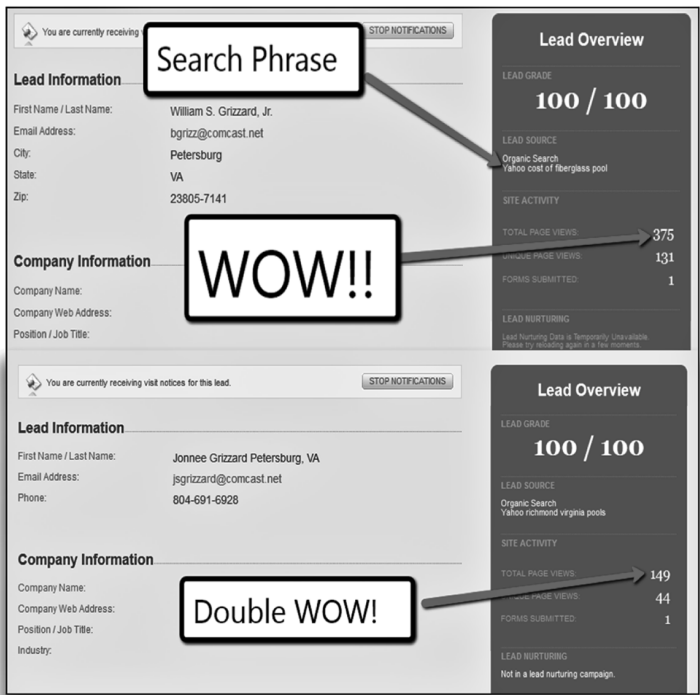 You are currently receiving v
STOP NOTIFICATIONS
Search Phrase
Lead Information
First Name / Last Name: William S. Grizzard, Jr.
Email Address: bgrizz@comcast.net
City: Petersburg
State: VA
Zip: 23805-7141
WOW!!
Company Information
Company Name:
Company Web Address:
Position / Job Title:
Lead Overview
LEAD GRADE
100 / 100
LEAD SOURCE
Organic Search
Yahoo cost of fiberglass pool
SITE ACTIVITY
TOTAL PAGE VIEWS: 375
UNIQUE PAGE VIEWS: 131
FORMS SUBMITTED: 1
LEAD NURTURING
Lead Nurturing Data is Temporarily Unavailable.
Please try reloading again in a few moments.
You are currently receiving visit notices for this lead.
STOP NOTIFICATIONS
Lead Information
First Name / Last Name: Jonnee Grizzard Petersburg, VA
Email Address: jsgrizzard@comcast.net
Phone: 804-691-6928
Company Information
Company Name:
Company Web Address:
Position / Job Title:
Industry:
Double WOW!
Lead Overview
LEAD GRADE
100 / 100
LEAD SOURCE
Organic Search
Yahoo richmond virginia pools
SITE ACTIVITY
TOTAL PAGE VIEWS: 149
PAGE VIEWS: 44
FORMS SUBMITTED: 1
LEAD NURTURING
Not in a lead nurturing campaign.